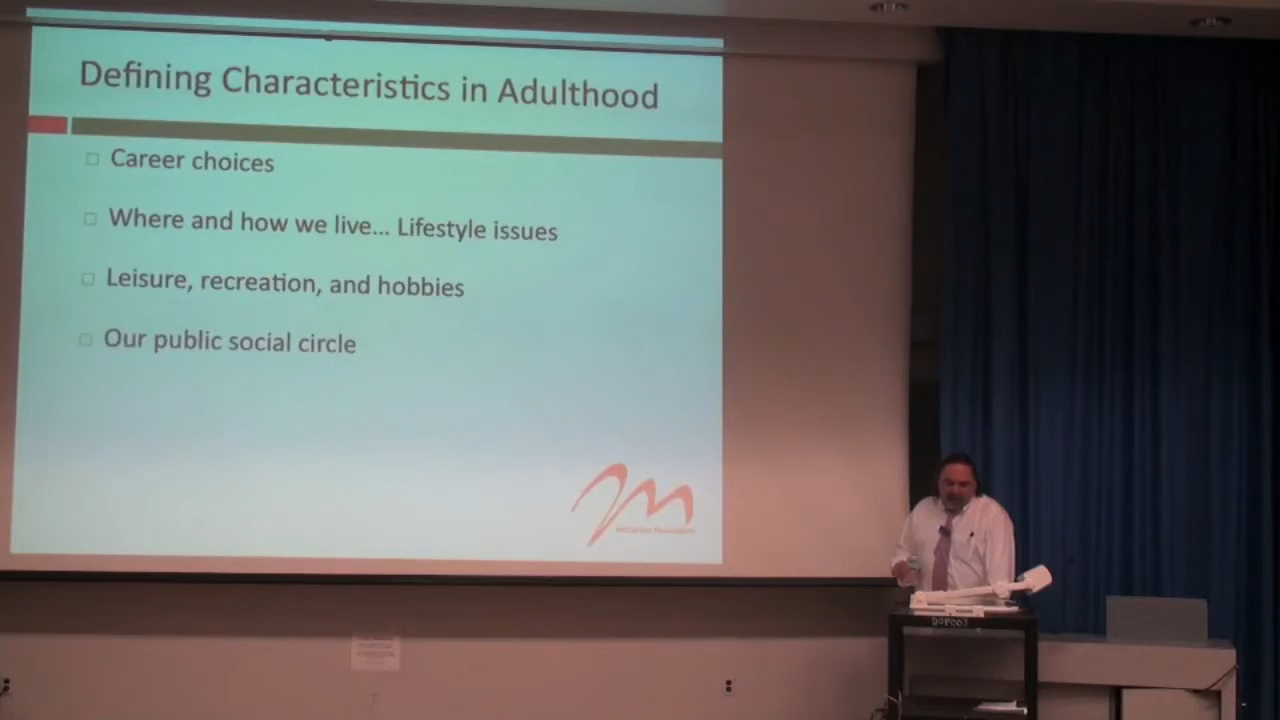 Defining Characteristics in Adulthood
Career choices
Where and how we live... Lifestyle issues
Leisure, recreation, and hobbies
Our public social circle